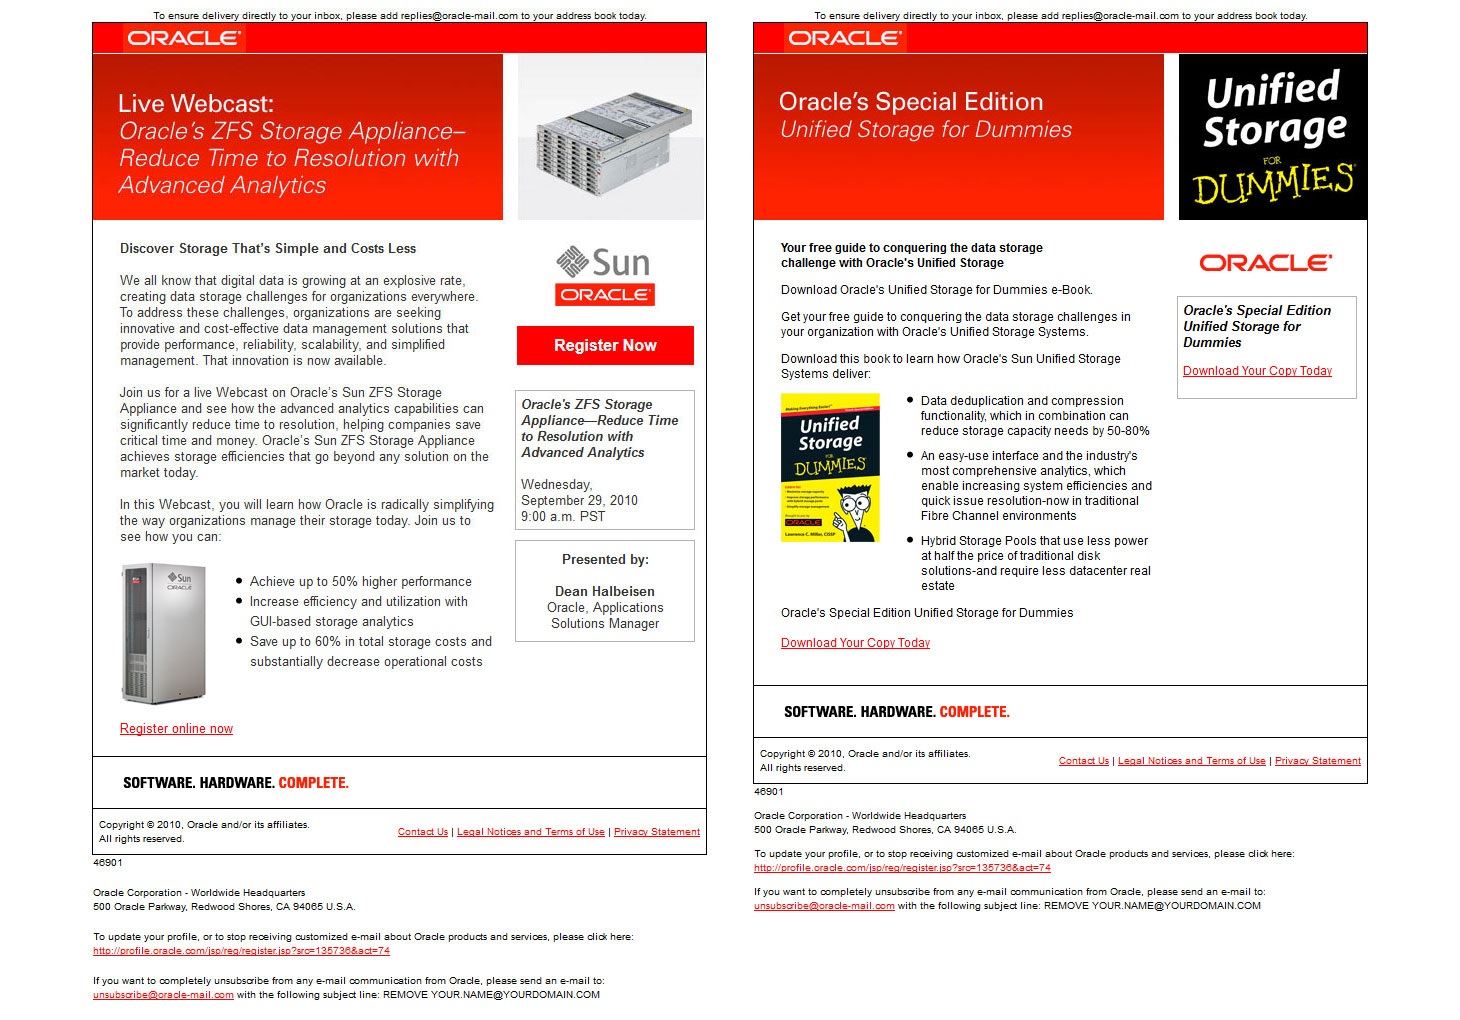 To ensure delivery directly to your inbox, please add replies@oracle-mail.com to your address book today.
ORACLE®
Live Webcast:
Oracle's ZFS Storage Appliance–
Reduce Time to Resolution with
Advanced Analytics
Discover Storage That's Simple and Costs Less
We all know that digital data is growing at an explosive rate,
creating data storage challenges for organizations everywhere.
To address these challenges, organizations are seeking
innovative and cost-effective data management solutions that
provide performance, reliability, scalability, and simplified
management. That innovation is now available.
Join us for a live Webcast on Oracle's Sun ZFS Storage
Appliance and see how the advanced analytics capabilities can
significantly reduce time to resolution, helping companies save
critical time and money. Oracle's Sun ZFS Storage Appliance
achieves storage efficiencies that go beyond any solution on the
market today.
In this Webcast, you will learn how Oracle is radically simplifying
the way organizations manage their storage today. Join us to
see how you can:
Sun
ORACLE
• Achieve up to 50% higher performance
• Increase efficiency and utilization with
GUI-based storage analytics
• Save up to 60% in total storage costs and
substantially decrease operational costs
Register online now
Sun
ORACLE®
Register Now
Oracle's ZFS Storage
Appliance—Reduce Time
to Resolution with
Advanced Analytics
Wednesday,
September 29, 2010
9:00 a.m. PST
Presented by:
Dean Halbeisen
Oracle, Applications
Solutions Manager
SOFTWARE. HARDWARE. COMPLETE.
Copyright © 2010, Oracle and/or its affiliates.
All rights reserved.
Contact Us | Legal Notices and Terms of Use | Privacy Statement
46901
Oracle Corporation - Worldwide Headquarters
500 Oracle Parkway, Redwood Shores, CA 94065 U.S.A.
To update your profile, or to stop receiving customized e-mail about Oracle products and services, please click here:
http://profile.oracle.com/jsp/reg/register.jsp?src=135736&act=74
If you want to completely unsubscribe from any e-mail communication from Oracle, please send an e-mail to:
unsubscribe@oracle-mail.com with the following subject line: REMOVE YOUR.NAME@YOURDOMAIN.COM
To ensure delivery directly to your inbox, please add replies@oracle-mail.com to your address book today.
ORACLE®
Oracle's Special Edition
Unified Storage for Dummies
Unified
Storage
FOR
DUMMIES®
Your free guide to conquering the data storage
challenge with Oracle's Unified Storage
Download Oracle's Unified Storage for Dummies e-Book.
Get your free guide to conquering the data storage challenges in
your organization with Oracle's Unified Storage Systems.
Download this book to learn how Oracle's Sun Unified Storage
Systems deliver:
Making Everything Easier!
Unified
Storage
FOR
DUMMIES
ORACLE
Lawrence C. Miller, CISSP
• Data deduplication and compression
functionality, which in combination can
reduce storage capacity needs by 50-80%
• An easy-use interface and the industry's
most comprehensive analytics, which
enable increasing system efficiencies and
quick issue resolution-now in traditional
Fibre Channel environments
• Hybrid Storage Pools that use less power
at half the price of traditional disk
solutions-and require less datacenter real
estate
Oracle's Special Edition Unified Storage for Dummies
Download Your Copy Today
ORACLE®
Oracle's Special Edition
Unified Storage for
Dummies
Download Your Copy Today
SOFTWARE. HARDWARE. COMPLETE.
Copyright © 2010, Oracle and/or its affiliates.
All rights reserved.
Contact Us | Legal Notices and Terms of Use | Privacy Statement
46901
Oracle Corporation - Worldwide Headquarters
500 Oracle Parkway, Redwood Shores, CA 94065 U.S.A.
To update your profile, or to stop receiving customized e-mail about Oracle products and services, please click here:
http://profile.oracle.com/jsp/reg/register.jsp?src=135736&act=74
If you want to completely unsubscribe from any e-mail communication from Oracle, please send an e-mail to:
unsubscribe@oracle-mail.com with the following subject line: REMOVE YOUR.NAME@YOURDOMAIN.COM